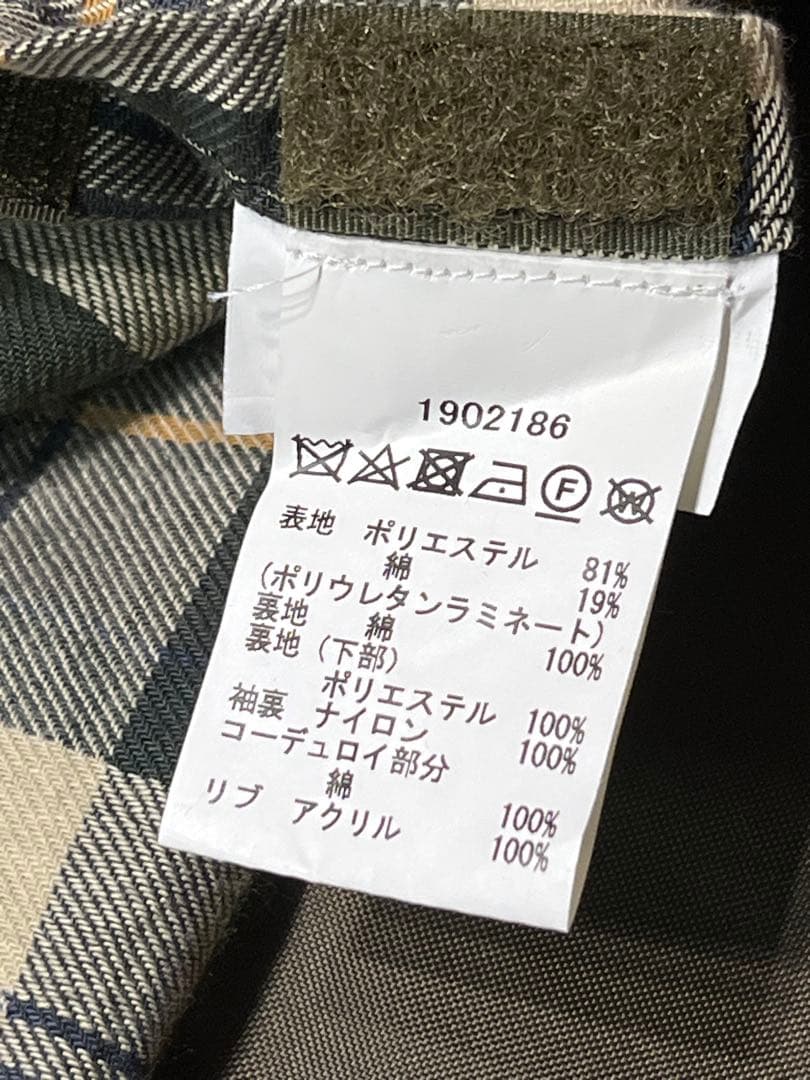 1902186
F W
表地 ポリエステル 81%
綿 19%
(ポリウレタンラミネート)
裏地 綿 100%
裏地(下部)
ポリエステル 100%
袖裏 ナイロン 100%
コーデュロイ部分
綿 100%
リブ アクリル 100%